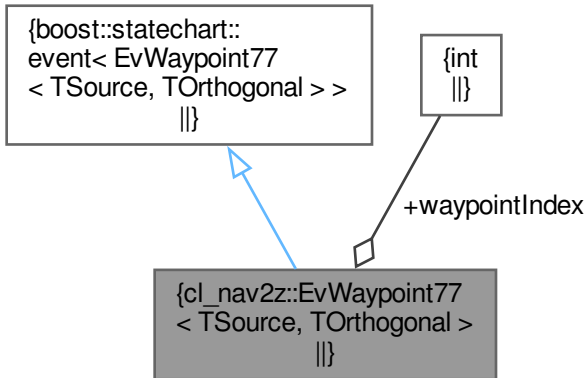 {boost::statechart::
event< EvWaypoint77
< TSource, TOrthogonal > >
||}
{int
||}
+waypointIndex
{cl_nav2z::EvWaypoint77
< TSource, TOrthogonal >
||}